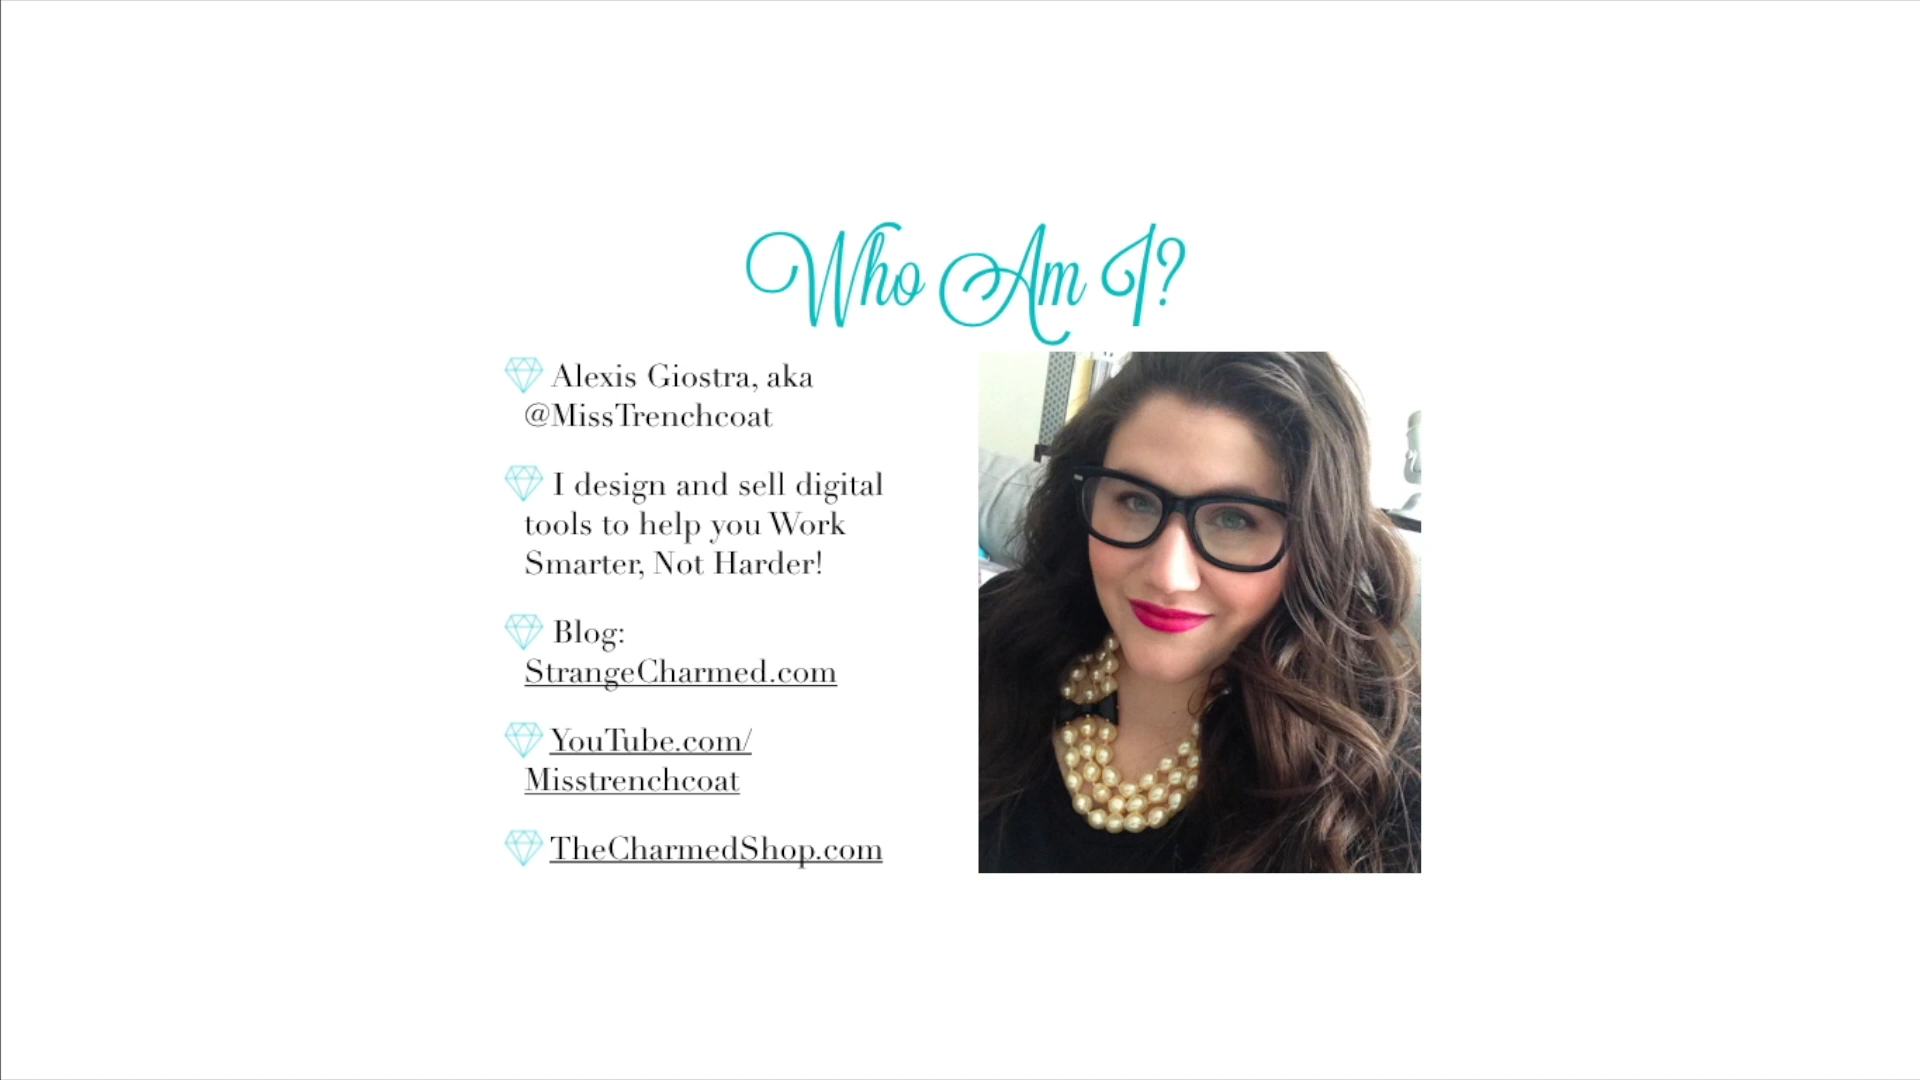 Who Am I?
Alexis Giostra, aka
@MissTrenchcoat
I design and sell digital
tools to help you Work
Smarter, Not Harder!
Blog:
StrangeCharmed.com
YouTube.com/
Misstrenchcoat
TheCharmedShop.com